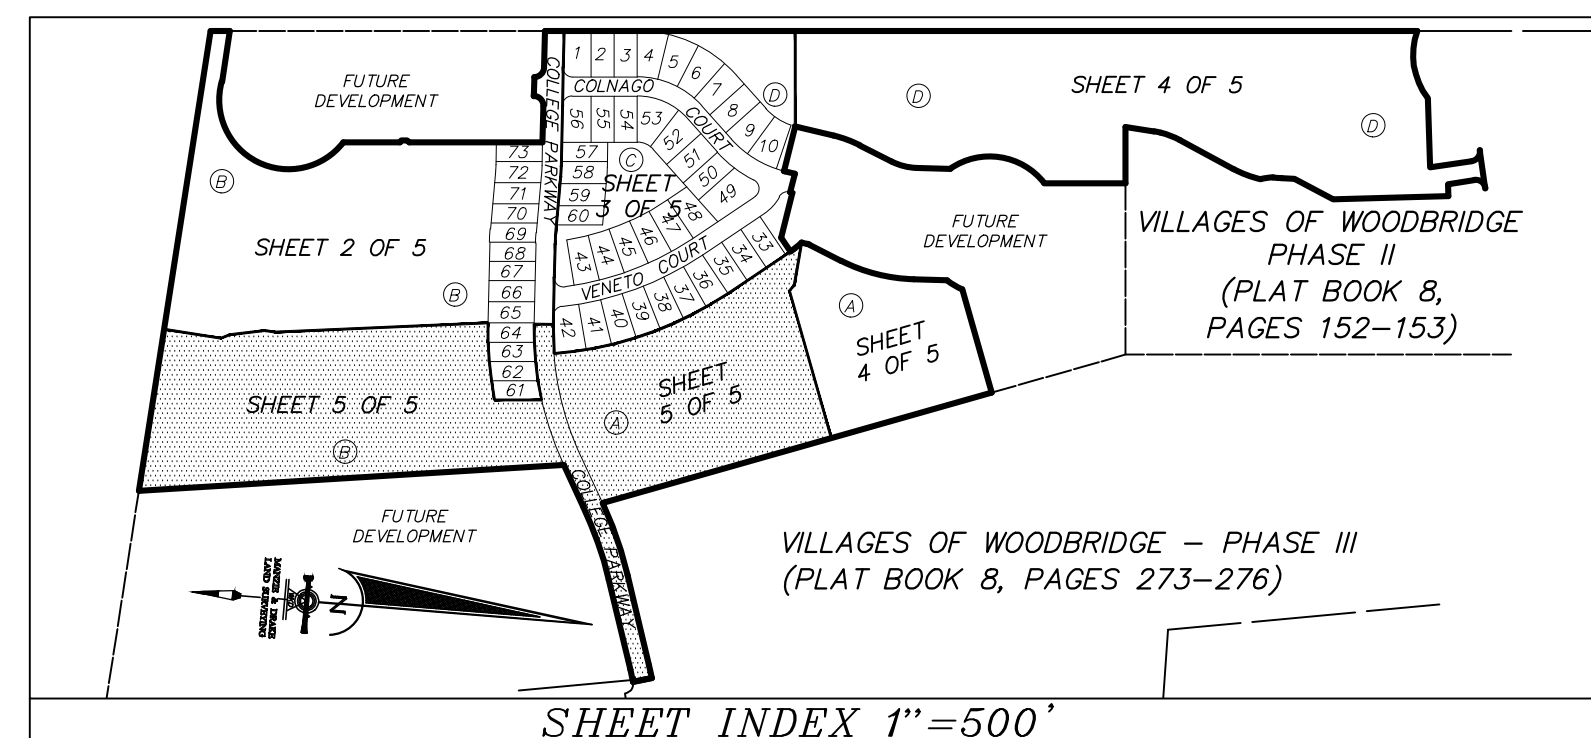 FUTURE
DEVELOPMENT
COLLEGE PARKWAY
1
2
3
4
5
6
7
8
9
10
COLNAGO
COURT
D
D
SHEET 4 OF 5
D
56
55
54
53
52
51
50
49
73
72
71
70
69
68
67
66
65
64
63
62
61
57
58
59
60
C
SHEET
3 OF 5
B
SHEET 2 OF 5
B
43
44
45
46
47
48
VENETO COURT
42
41
40
39
38
37
36
35
34
33
FUTURE
DEVELOPMENT
VILLAGES OF WOODBRIDGE
PHASE II
(PLAT BOOK 8,
PAGES 152-153)
A
SHEET
4 OF 5
SHEET 5 OF 5
B
SHEET
5 OF 5
A
COLLEGE PARKWAY
FUTURE
DEVELOPMENT
VILLAGES OF WOODBRIDGE - PHASE III
(PLAT BOOK 8, PAGES 273-276)
MANZIE & DRAKE
LAND SURVEYING
N
SHEET INDEX 1"=500'